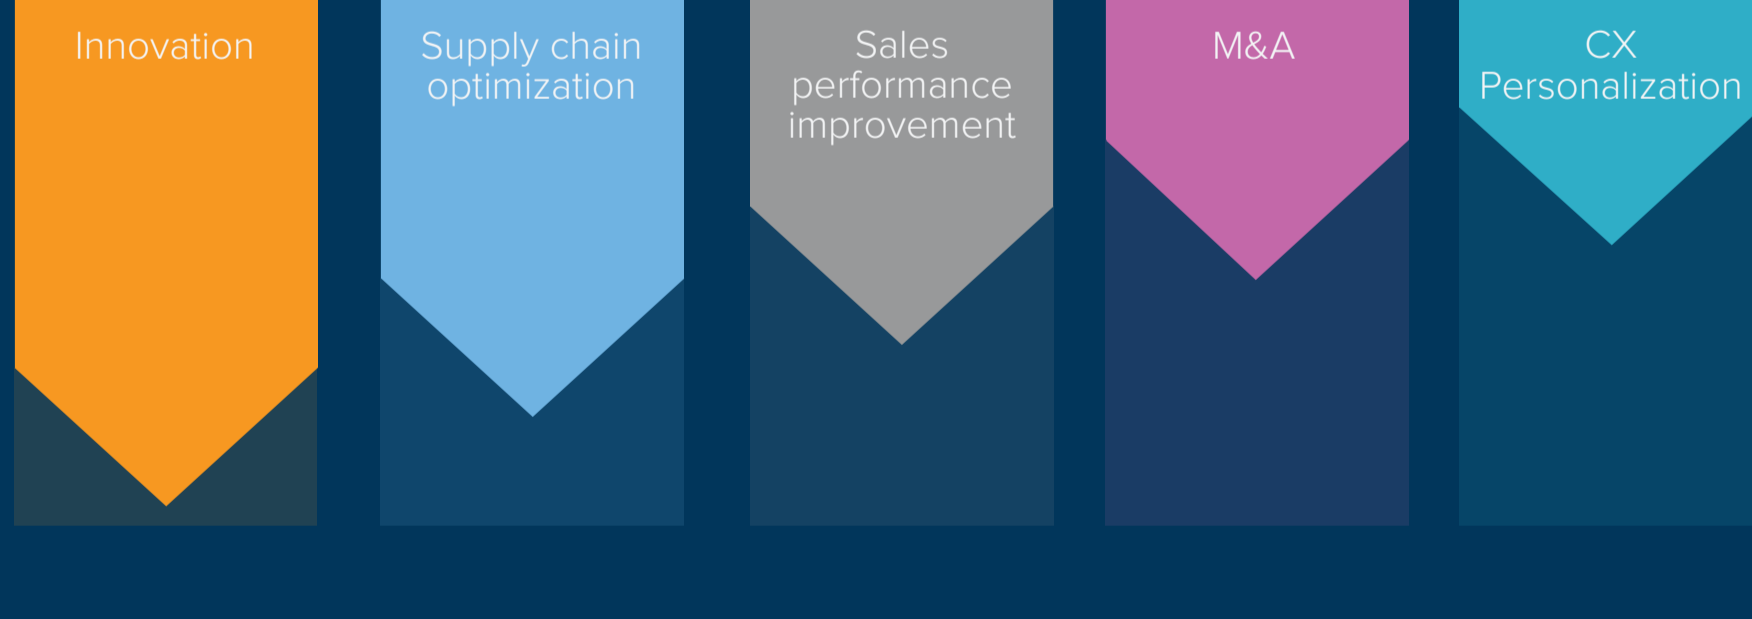 Innovation
Supply chain
optimization
Sales
performance
improvement
M&A
CX
Personalization